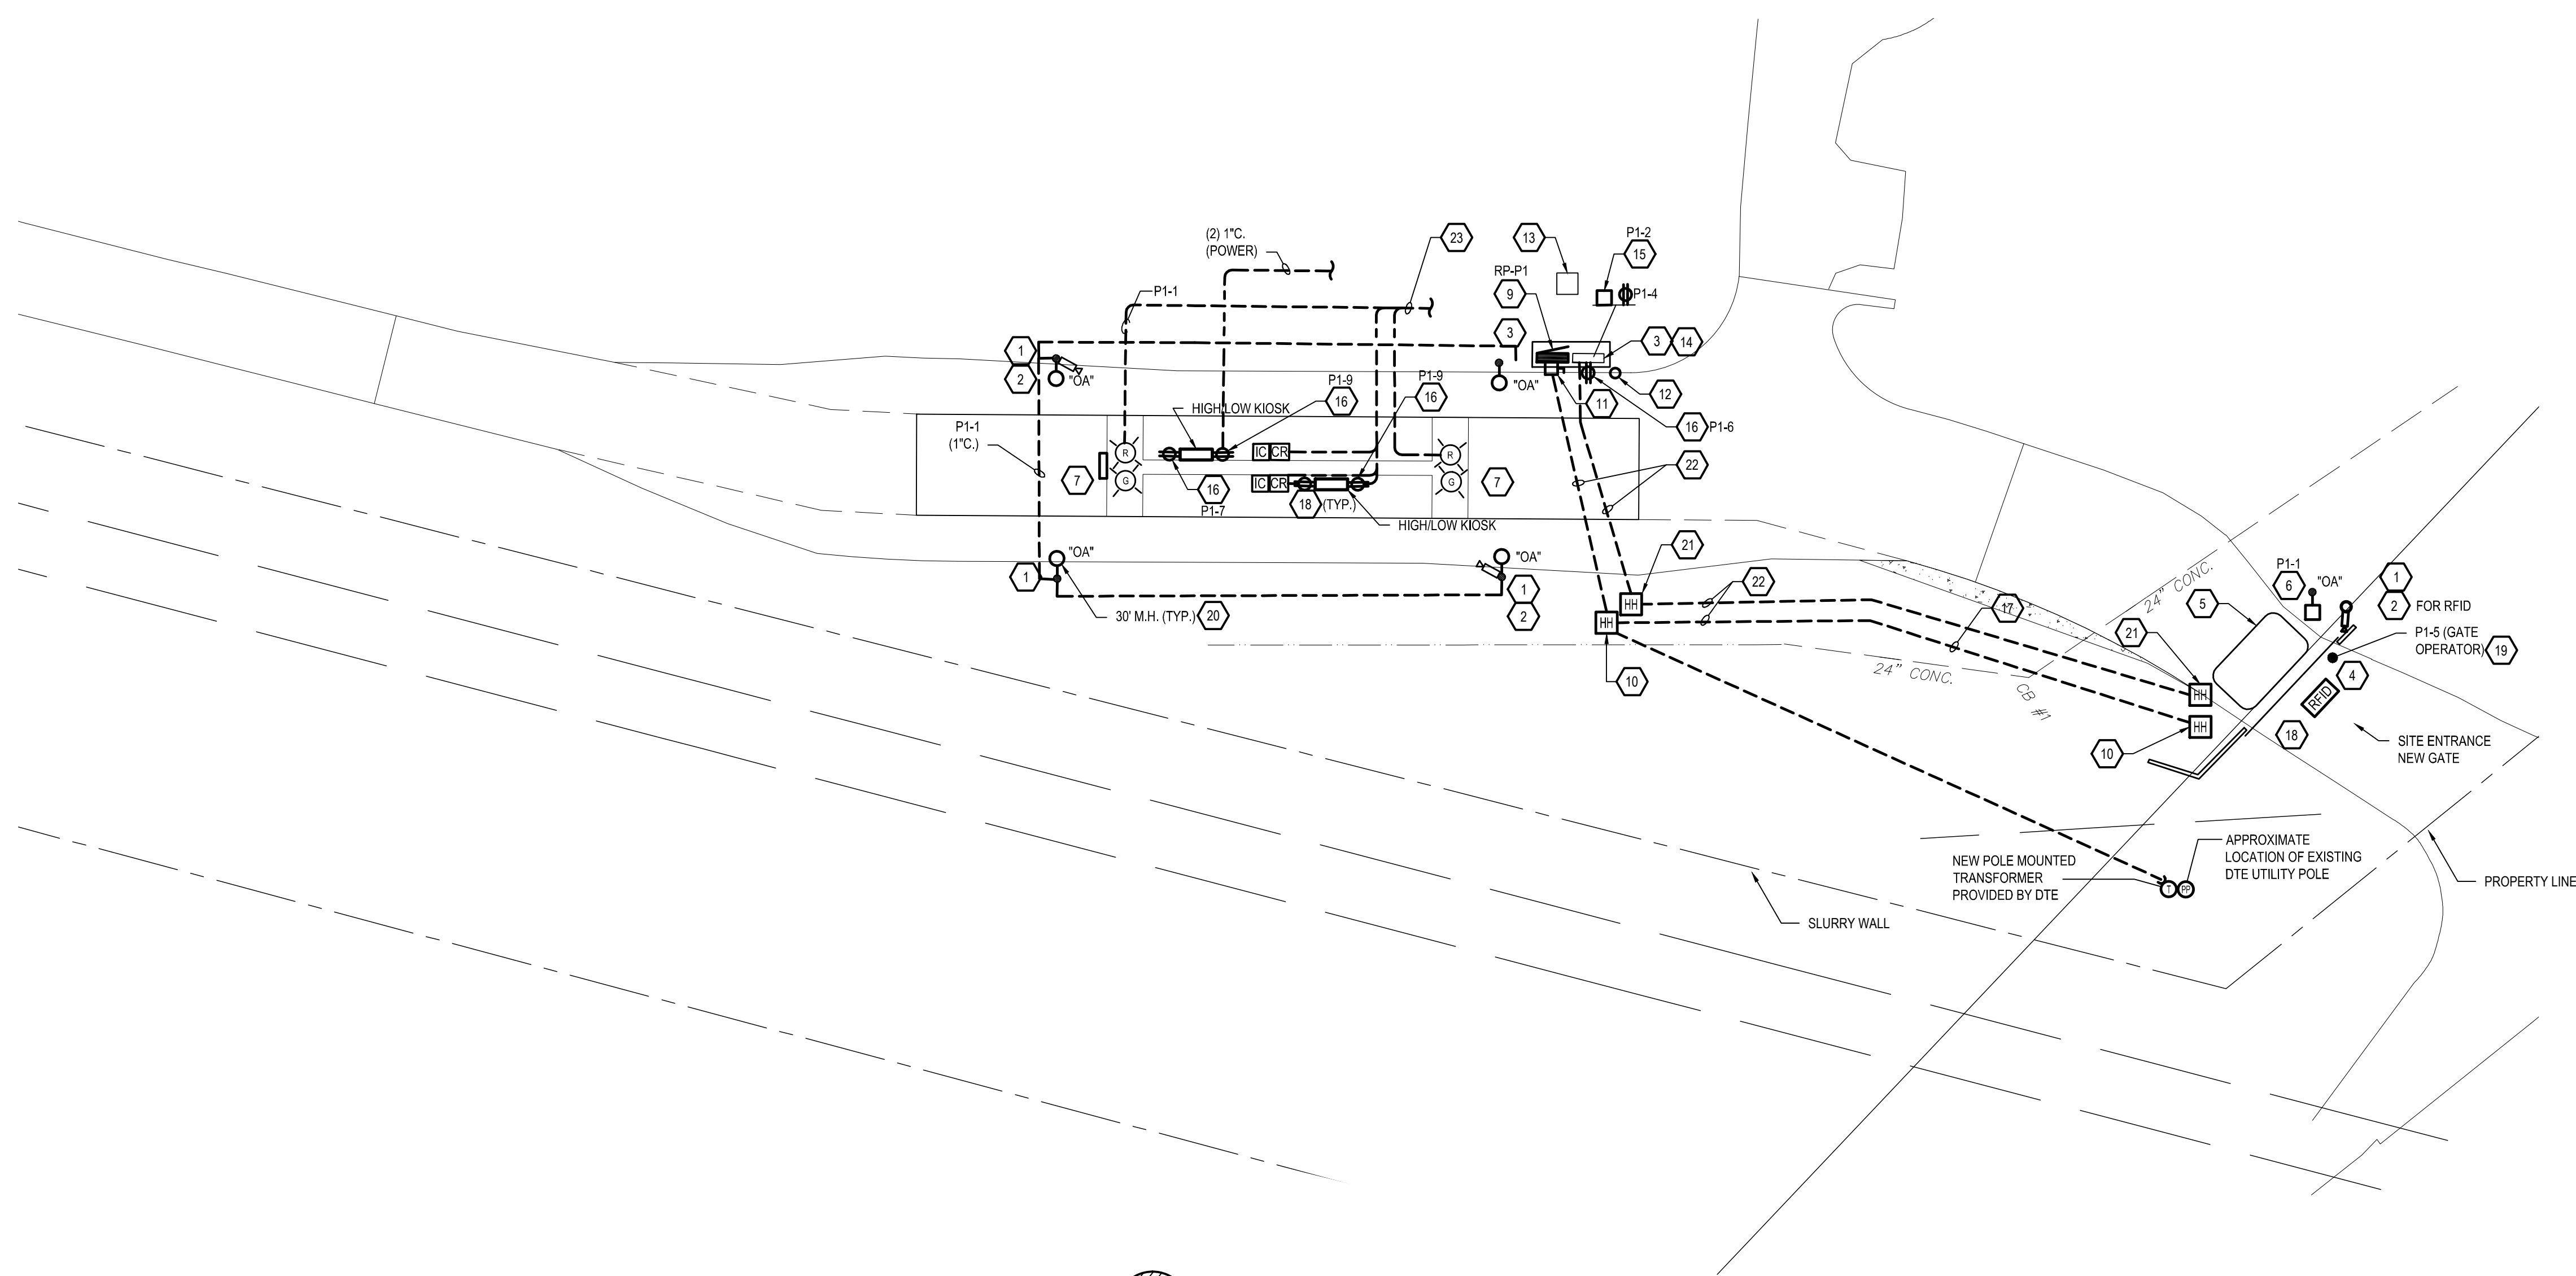 (2) 1"C.
(POWER)
23
13
P1-2
15
RP-P1
9
P1-4
P1-1
3
3
14
1
2
"OA"
"OA"
12
11
P1-9
16
P1-9
16
HIGH/LOW KIOSK
16
P1-6
P1-1
(1"C.)
R
IC
CR
R
22
7
G
16
P1-7
IC
CR
18
(TYP.)
G
7
HIGH/LOW KIOSK
"OA"
1
"OA"
1
2
21
30' M.H. (TYP.)
20
HH
HH
22
10
17
24" CONC.
24" CONC.
CB #1
P1-1
6
"OA"
1
2
FOR RFID
5
P1-5 (GATE
OPERATOR)
19
21
4
HH
RFID
HH
18
10
SITE ENTRANCE
NEW GATE
APPROXIMATE
LOCATION OF EXISTING
DTE UTILITY POLE
NEW POLE MOUNTED
TRANSFORMER
PROVIDED BY DTE
T
PP
PROPERTY LINE
SLURRY WALL